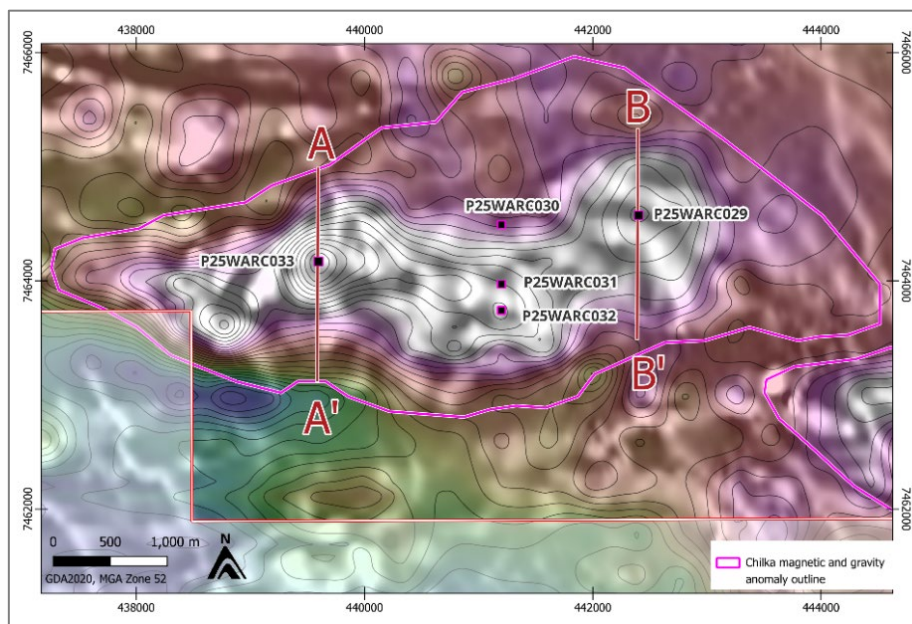 438000 440000 442000 444000
7466000 7466000
A B
P25WARC030
P25WARC029
P25WARC033
7464000 7464000
P25WARC031
P25WARC032
B'
A'
7462000 7462000
0 500 1,000 m N
GDA2020, MGA Zone 52
Chilka magnetic and gravity
anomaly outline
438000 440000 442000 444000